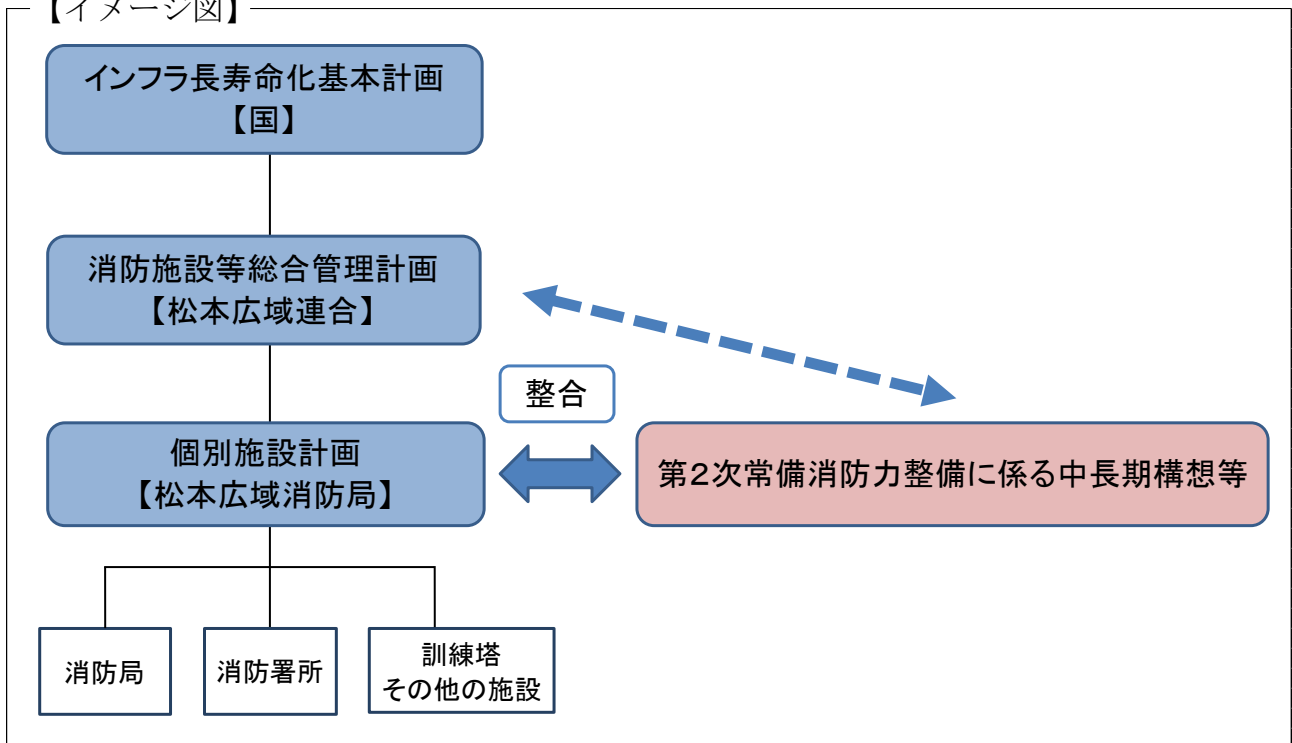 【イメージ図】
インフラ長寿命化基本計画
【国】
消防施設等総合管理計画
【松本広域連合】
整合
個別施設計画
【松本広域消防局】
第2次常備消防力整備に係る中長期構想等
消防局
消防署所
訓練塔
その他の施設